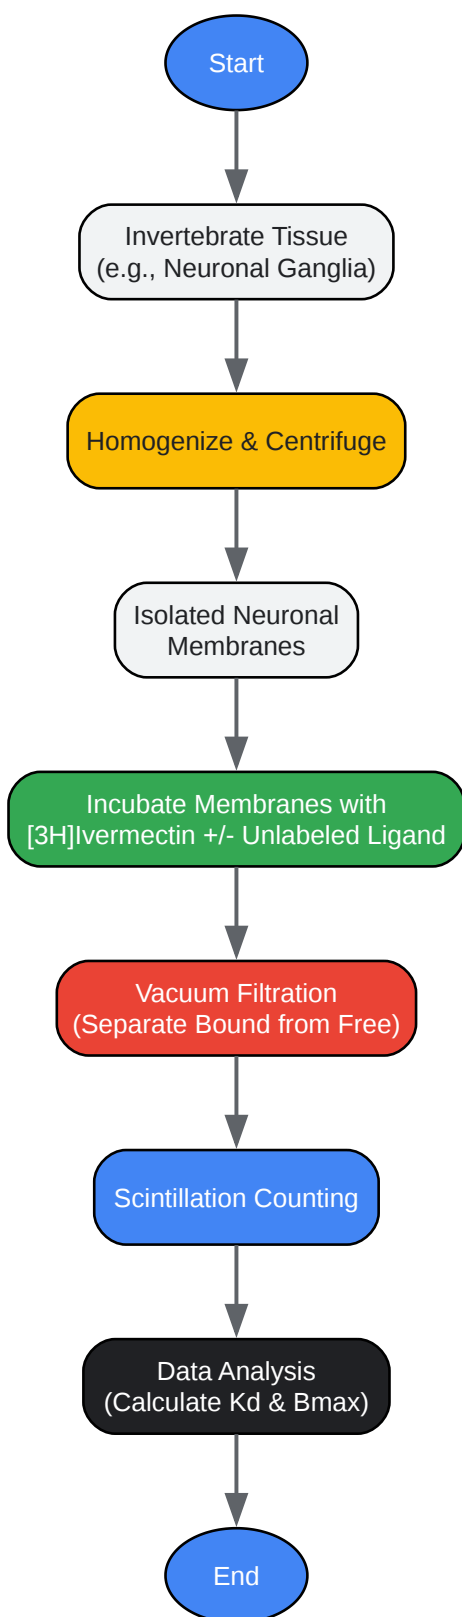 Start
Invertebrate Tissue
(e.g., Neuronal Ganglia)
Homogenize & Centrifuge
Isolated Neuronal
Membranes
Incubate Membranes with
[3H]Ivermectin +/- Unlabeled Ligand
Vacuum Filtration
(Separate Bound from Free)
Scintillation Counting
Data Analysis
(Calculate Kd & Bmax)
End